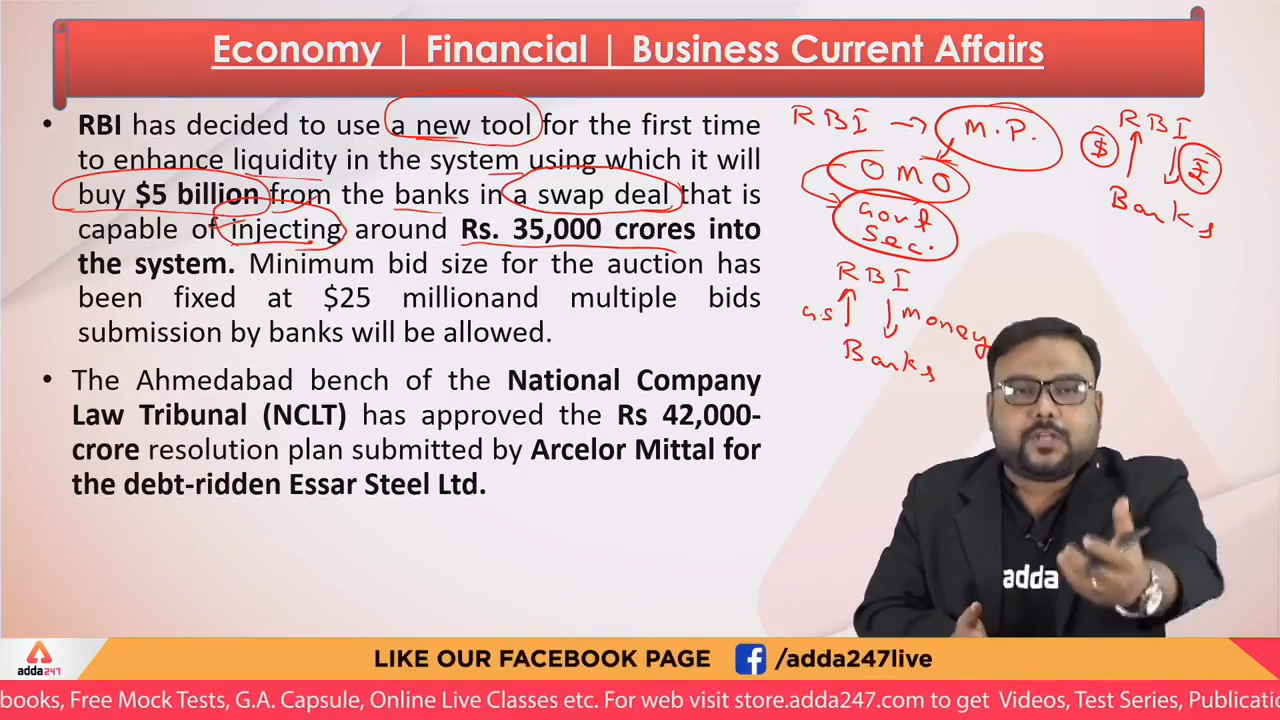 Economy | Financial | Business Current Affairs
• RBI has decided to use a new tool for the first time
to enhance liquidity in the system using which it will
buy $5 billion from the banks in a swap deal that is
capable of injecting around Rs. 35,000 crores into
the system. Minimum bid size for the auction has
been fixed at $25 millionand multiple bids
submission by banks will be allowed.
• The Ahmedabad bench of the National Company
Law Tribunal (NCLT) has approved the Rs 42,000-
crore resolution plan submitted by Arcelor Mittal for
the debt-ridden Essar Steel Ltd.
RBI → M.P.
OMO
Govt
Sec.
RBI
G.S money
Banks
RBI
$ ₹
Banks
adda
adda247
LIKE OUR FACEBOOK PAGE f /adda247live
books, Free Mock Tests, G.A. Capsule, Online Live Classes etc. For web visit store.adda247.com to get Videos, Test Series, Publicatio